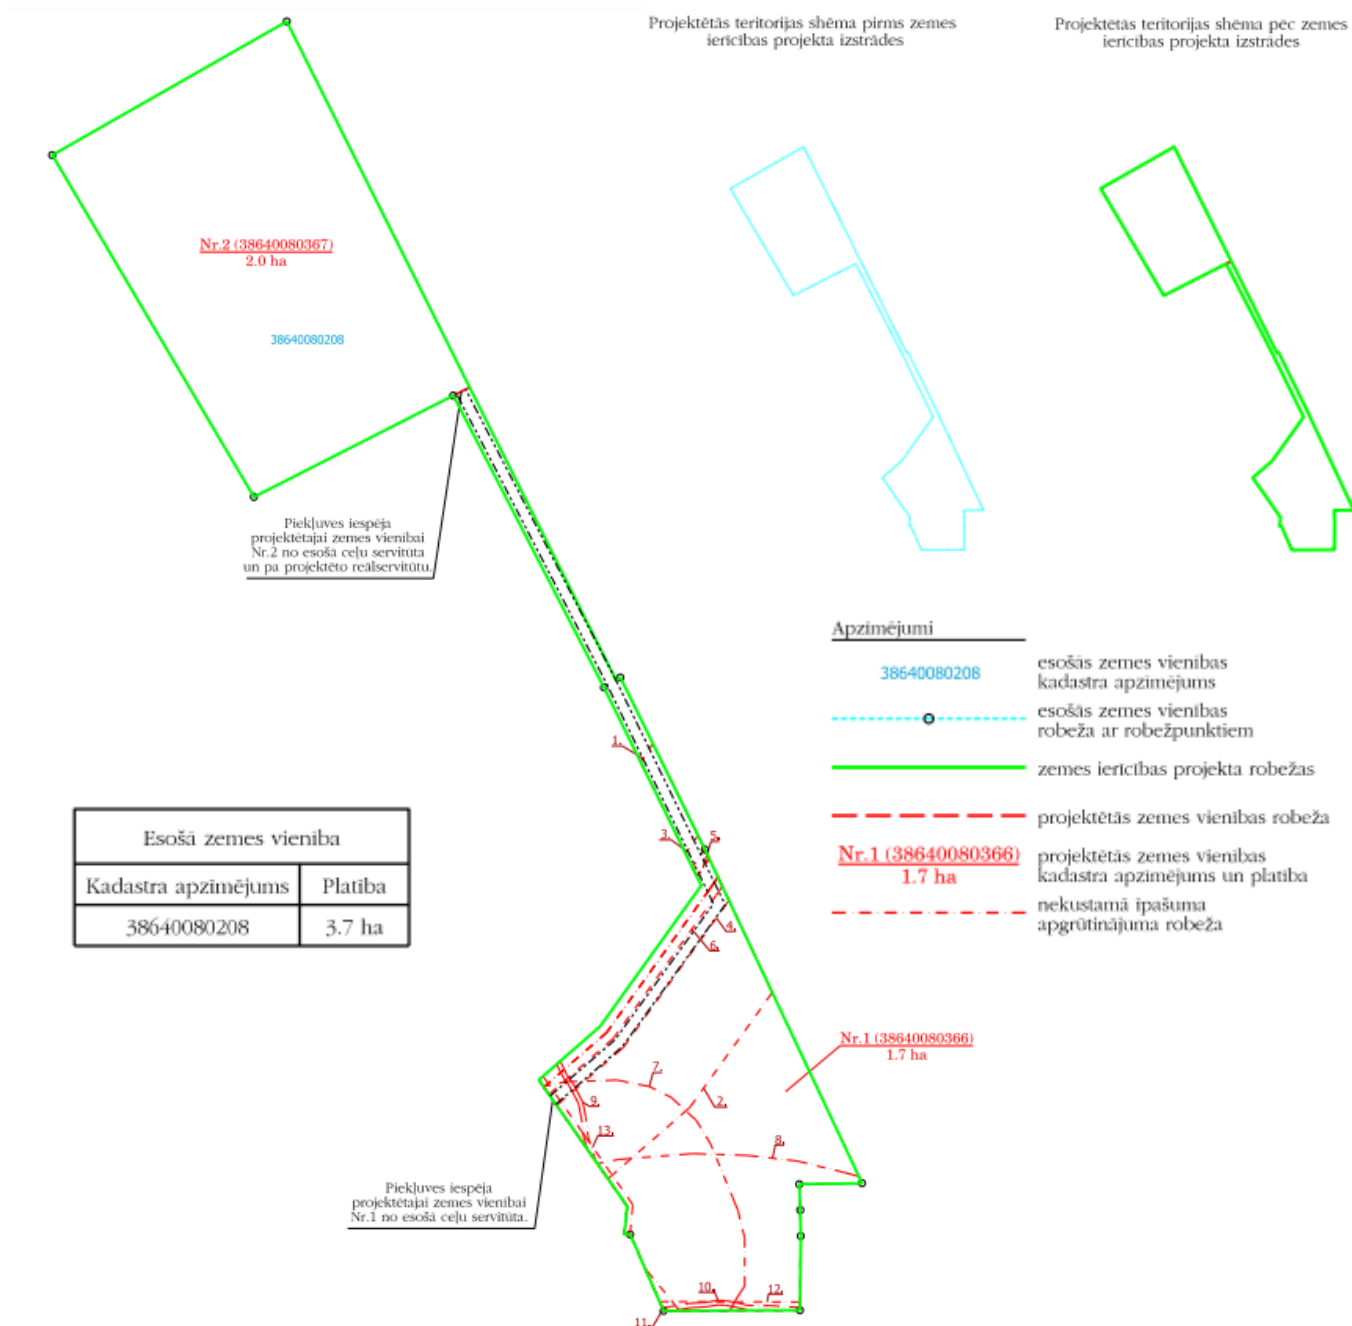 Projektētās teritorijas shēma pirms zemes
ierīcības projekta izstrādes
Projektētās teritorijas shēma pēc zemes
ierīcības projekta izstrādes
Nr.2 (38640080367)
2.0 ha
38640080208
Piekļuves iespēja
projektētajai zemes vienībai
Nr.2 no esošā ceļu servitūta
un pa projektēto reālservitūtu.
Apzīmējumi
38640080208
esošās zemes vienības
kadastra apzīmējums
esošās zemes vienības
robeža ar robežpunktiem
zemes ierīcības projekta robežas
projektētās zemes vienības robeža
Nr.1 (38640080366)
1.7 ha
projektētās zemes vienības
kadastra apzīmējums un platība
nekustamā īpašuma
apgrūtinājuma robeža
Esošā zemes vienība
Kadastra apzīmējums Platība
38640080208 3.7 ha
1.
3.
5.
4.
6.
Nr.1 (38640080366)
1.7 ha
7.
2.
9.
13.
8.
Piekļuves iespēja
projektētajai zemes vienībai
Nr.1 no esošā ceļu servitūta.
10.
12.
11.